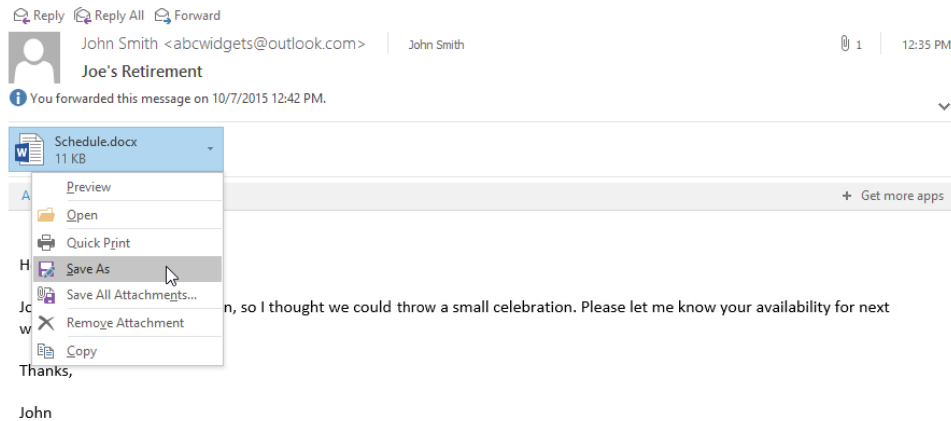 Reply Reply All Forward
John Smith <abcwidgets@outlook.com> John Smith 1 12:35 PM
Joe's Retirement
You forwarded this message on 10/7/2015 12:42 PM.
Schedule.docx
11 KB
Preview
A + Get more apps
Open
Quick Print
H
Save As
Save All Attachments...
Jo n, so I thought we could throw a small celebration. Please let me know your availability for next
Remove Attachment
w
Copy
Thanks,
John